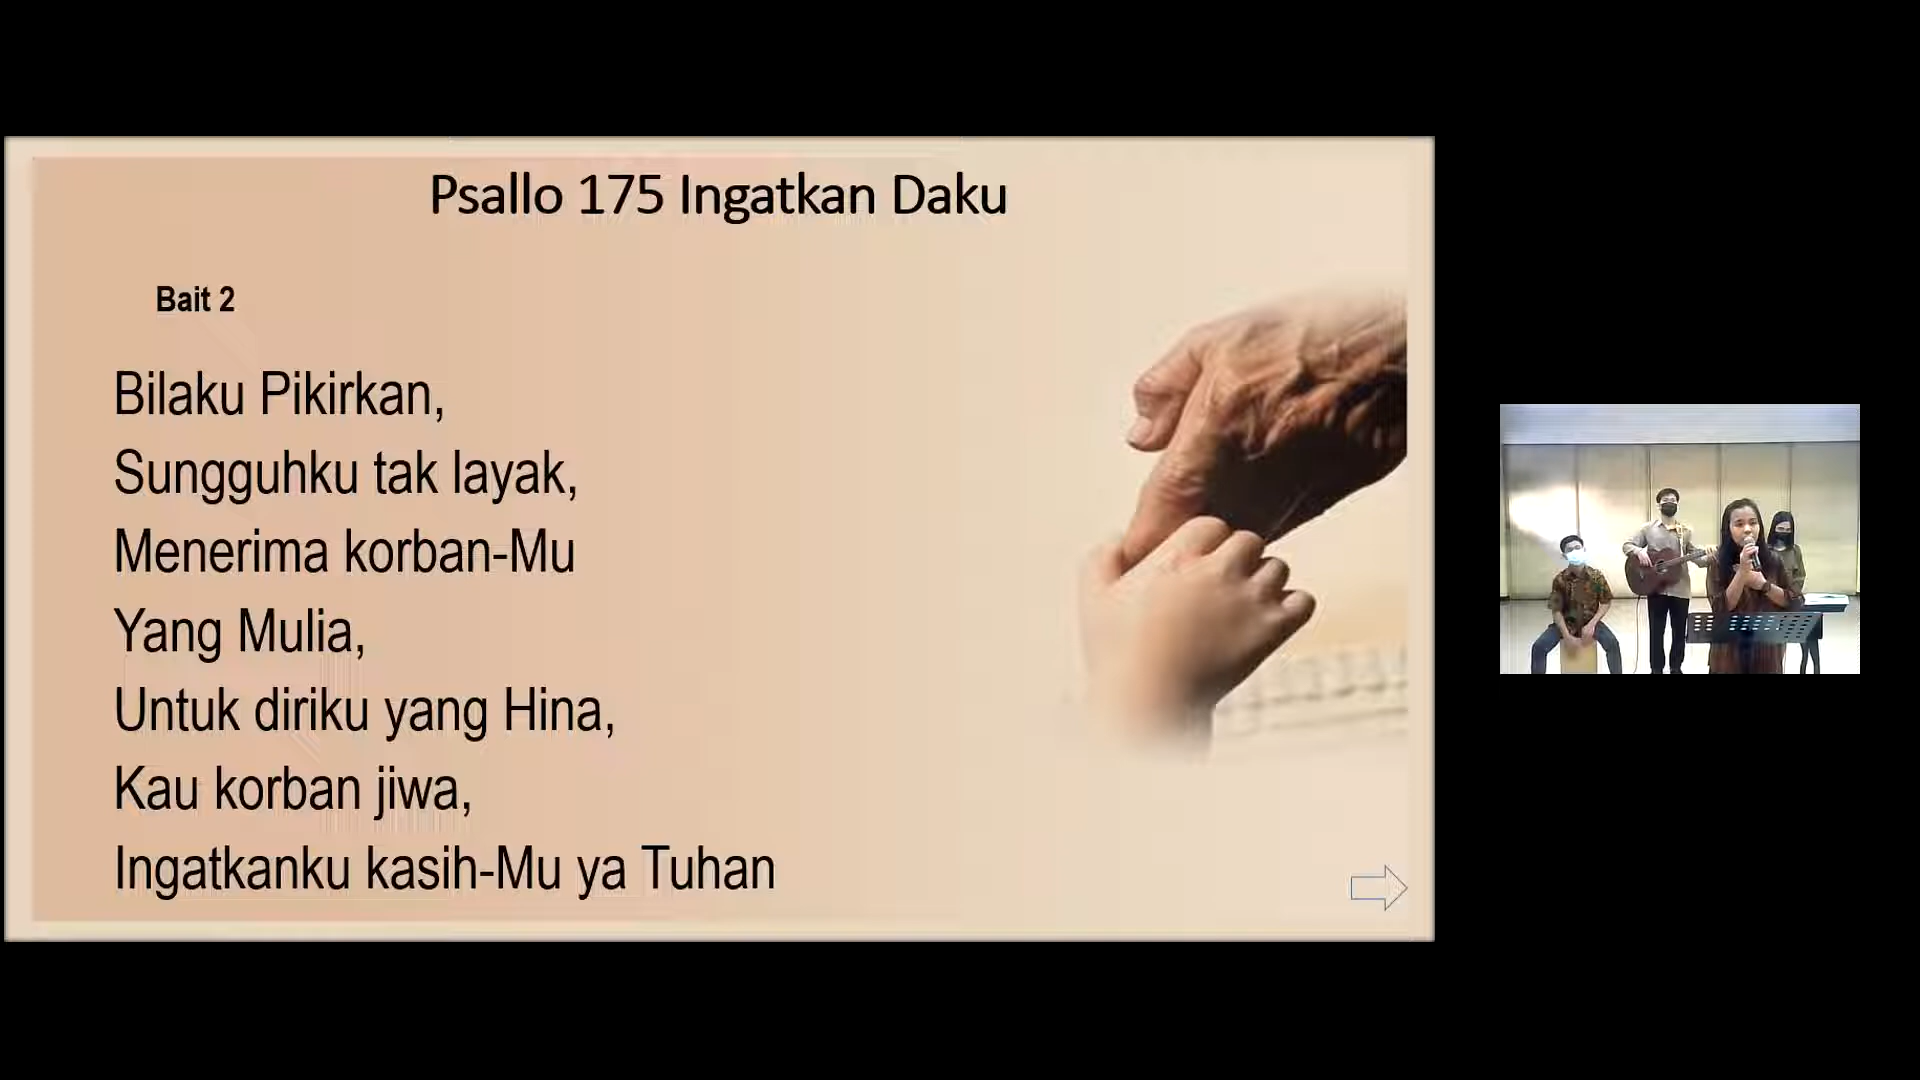 Psallo 175 Ingatkan Daku
Bait 2
Bilaku Pikirkan,
Sungguhku tak layak,
Menerima korban-Mu
Yang Mulia,
Untuk diriku yang Hina,
Kau korban jiwa,
Ingatkanku kasih-Mu ya Tuhan